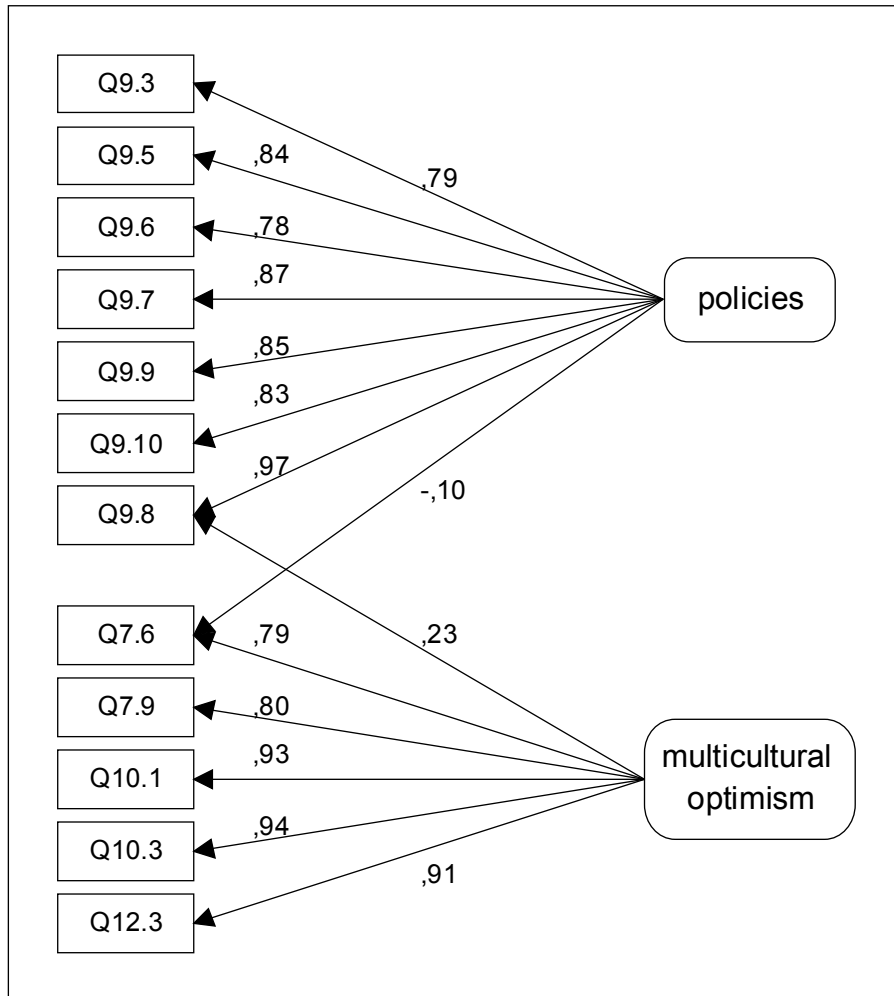 Q9.3
Q9.5
,84
,79
Q9.6
,78
Q9.7
,87
policies
Q9.9
,85
Q9.10
,83
Q9.8
,97
-,10
Q7.6
,79
,23
Q7.9
,80
Q10.1
,93
multicultural
optimism
Q10.3
,94
,91
Q12.3